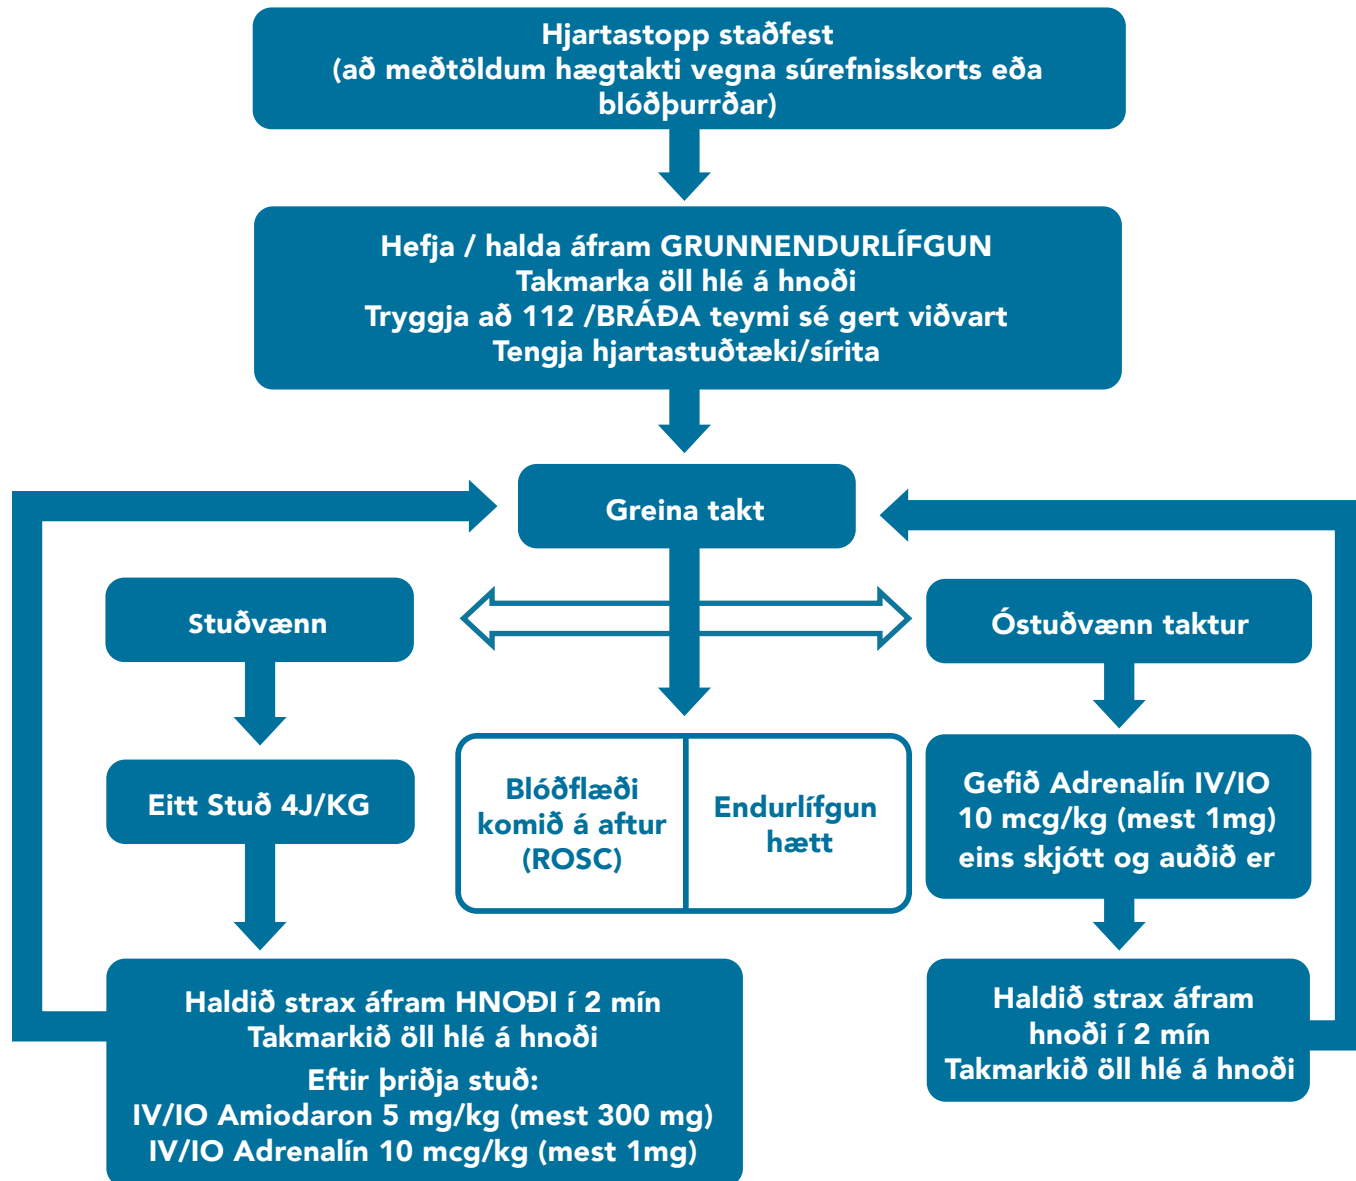 Hjartastopp staðfest
(að meðtöldum hægtakti vegna súrefnisskorts eða
blóðþurrðar)
Hefja / halda áfram GRUNNENDURLÍFGUN
Takmarka öll hlé á hnoði
Tryggja að 112 /BRÁÐA teymi sé gert viðvart
Tengja hjartastuðtæki/sírita
Greina takt
Stuðvænn
Óstuðvænn taktur
Eitt Stuð 4J/KG
Blóðflæði
komið á aftur
(ROSC)
Endurlífgun
hætt
Gefið Adrenalín IV/IO
10 mcg/kg (mest 1mg)
eins skjótt og auðið er
Haldið strax áfram HNOÐI í 2 mín
Takmarkið öll hlé á hnoði
Eftir þriðja stuð:
IV/IO Amiodaron 5 mg/kg (mest 300 mg)
IV/IO Adrenalín 10 mcg/kg (mest 1mg)
Haldið strax áfram
hnoði í 2 mín
Takmarkið öll hlé á hnoði